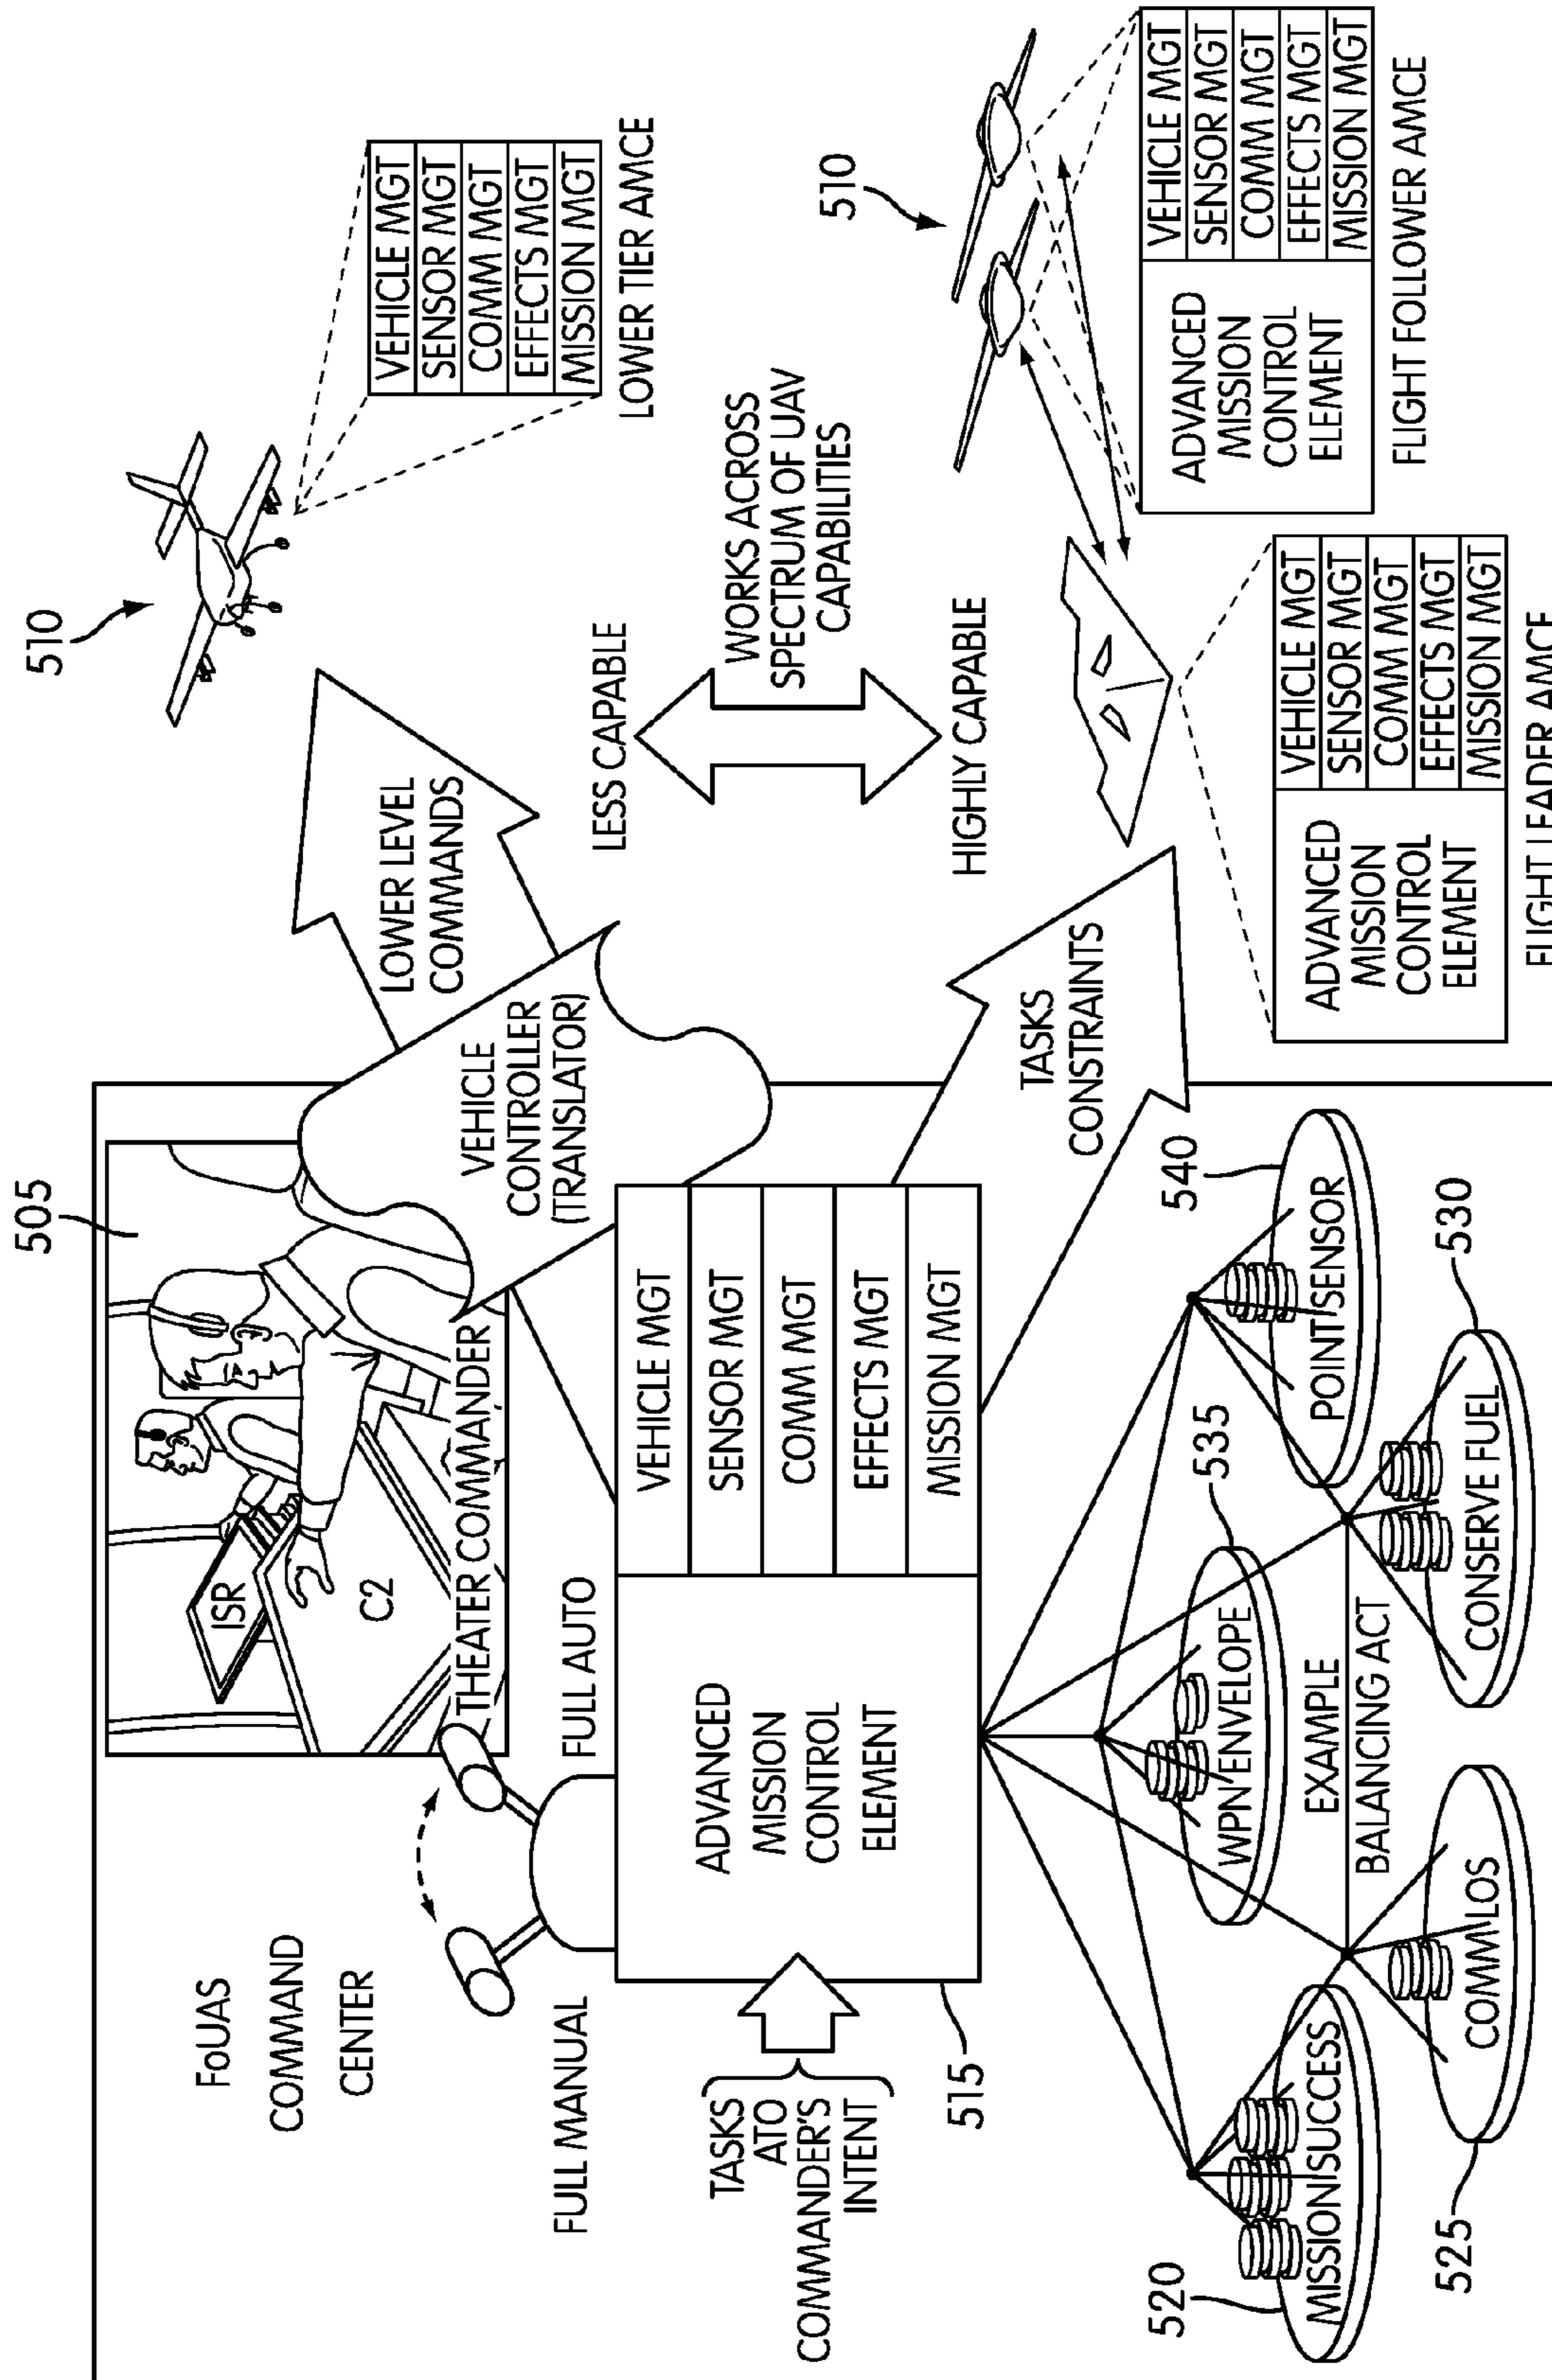 FoUAS
COMMAND
CENTER
505
ISR
C2
THEATER COMMANDER
FULL MANUAL
FULL AUTO
TASKS
ATO
COMMANDER'S
INTENT
515
ADVANCED
MISSION
CONTROL
ELEMENT
VEHICLE MGT
SENSOR MGT
COMM MGT
EFFECTS MGT
MISSION MGT
VEHICLE
CONTROLLER
(TRANSLATOR)
LOWER LEVEL
COMMANDS
TASKS
CONSTRAINTS
520
MISSION SUCCESS
525
COMM LOS
535
WPN ENVELOPE
EXAMPLE
BALANCING ACT
540
POINT SENSOR
530
CONSERVE FUEL
510
VEHICLE MGT
SENSOR MGT
COMM MGT
EFFECTS MGT
MISSION MGT
LOWER TIER AMCE
LESS CAPABLE
WORKS ACROSS
SPECTRUM OF UAV
CAPABILITIES
HIGHLY CAPABLE
510
ADVANCED
MISSION
CONTROL
ELEMENT
VEHICLE MGT
SENSOR MGT
COMM MGT
EFFECTS MGT
MISSION MGT
FLIGHT FOLLOWER AMCE
ADVANCED
MISSION
CONTROL
ELEMENT
VEHICLE MGT
SENSOR MGT
COMM MGT
EFFECTS MGT
MISSION MGT
FLIGHT LEADER AMCE